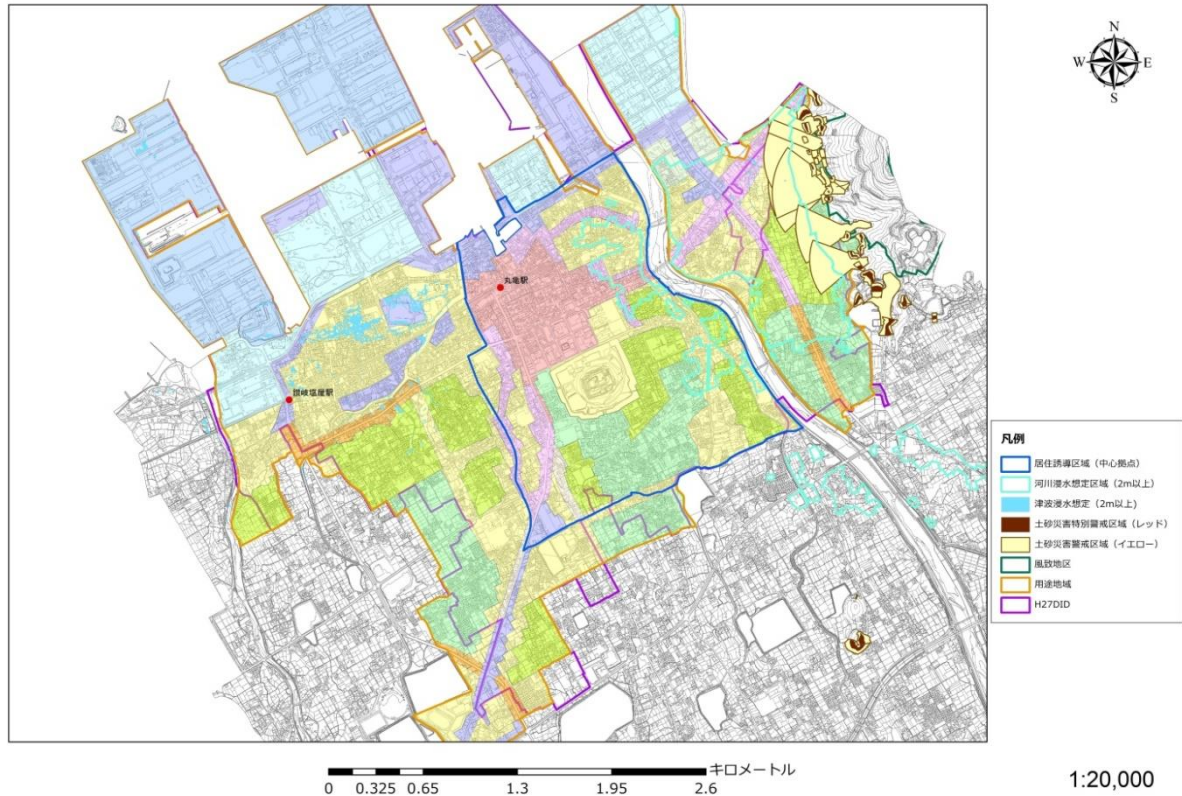 N
W
E
S
丸亀駅
讃岐塩屋駅
凡例
居住誘導区域（中心拠点）
河川浸水想定区域（2m以上）
津波浸水想定（2m以上）
土砂災害特別警戒区域（レッド）
土砂災害警戒区域（イエロー）
風致地区
用途地域
H27DID
キロメートル
0 0.325 0.65 1.3 1.95 2.6
1:20,000